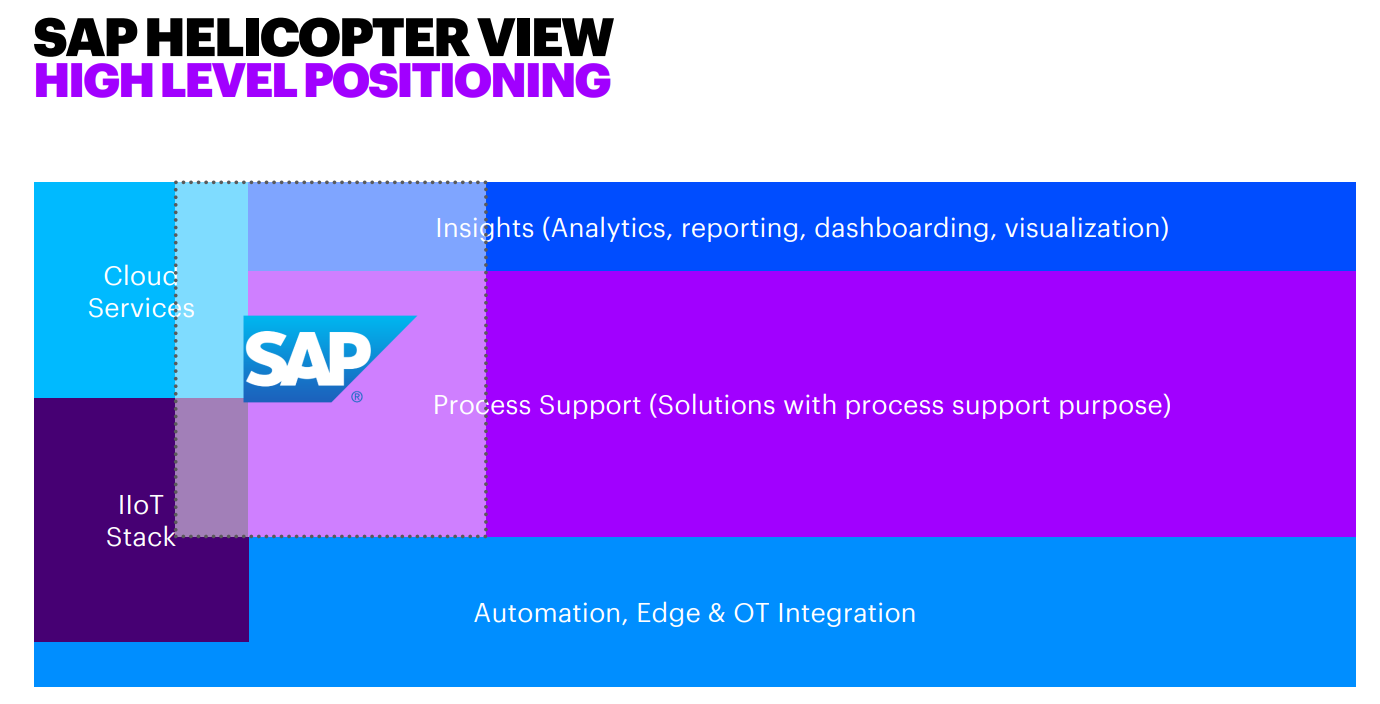 SAP HELICOPTER VIEW
HIGH LEVEL POSITIONING
Insights (Analytics, reporting, dashboarding, visualization)
Cloud
Services
SAP
®
Process Support (Solutions with process support purpose)
IIoT
Stack
Automation, Edge & OT Integration